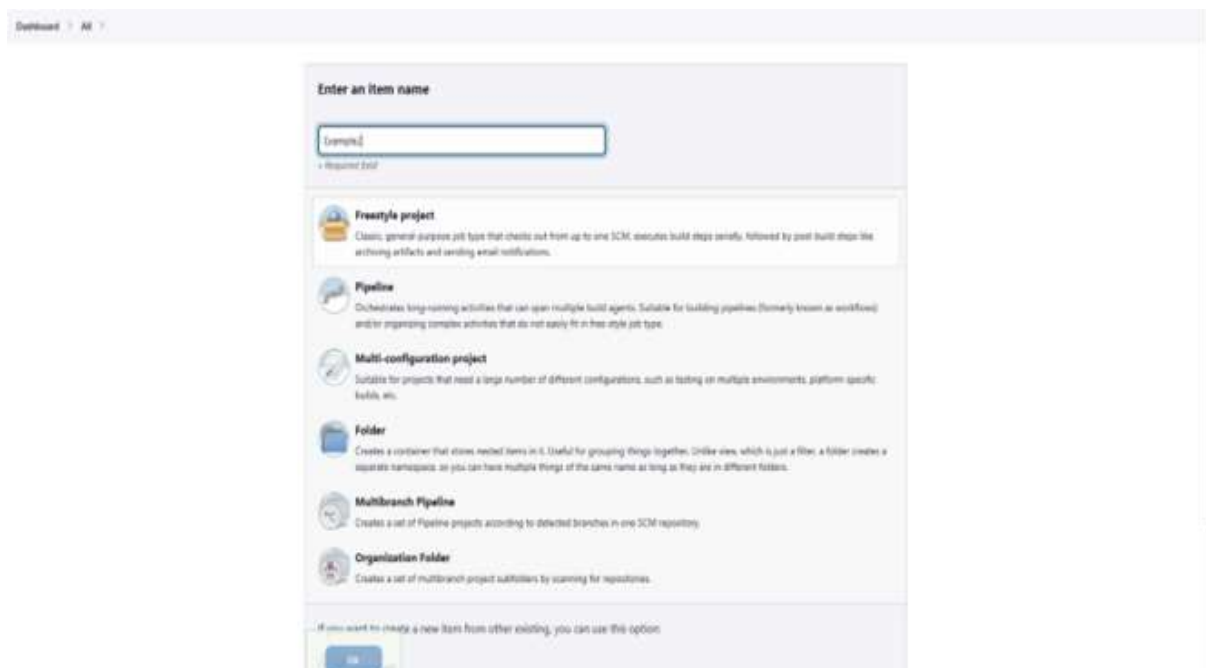 Dashboard > All >
Enter an item name
» Required field
Freestyle project
Classic, general purpose job type that checks out from up to one SCM, executes build steps serially, followed by post-build steps like
archiving artifacts and sending email notifications.
Pipeline
Orchestrates long-running activities that can span multiple build agents. Suitable for building pipelines (formerly known as workflows)
and/or organizing complex activities that do not easily fit in free-style job type.
Multi-configuration project
Suitable for projects that need a large number of different configurations, such as testing on multiple environments, platform-specific
builds, etc.
Folder
Creates a container that stores nested items in it. Useful for grouping things together. Unlike view, which is just a filter, a folder creates a
separate namespace, so you can have multiple things of the same name as long as they are in different folders.
Multibranch Pipeline
Creates a set of Pipeline projects according to detected branches in one SCM repository.
Organization Folder
Creates a set of multibranch project subfolders by scanning for repositories.
If you want to create a new item from other existing, you can use this option: